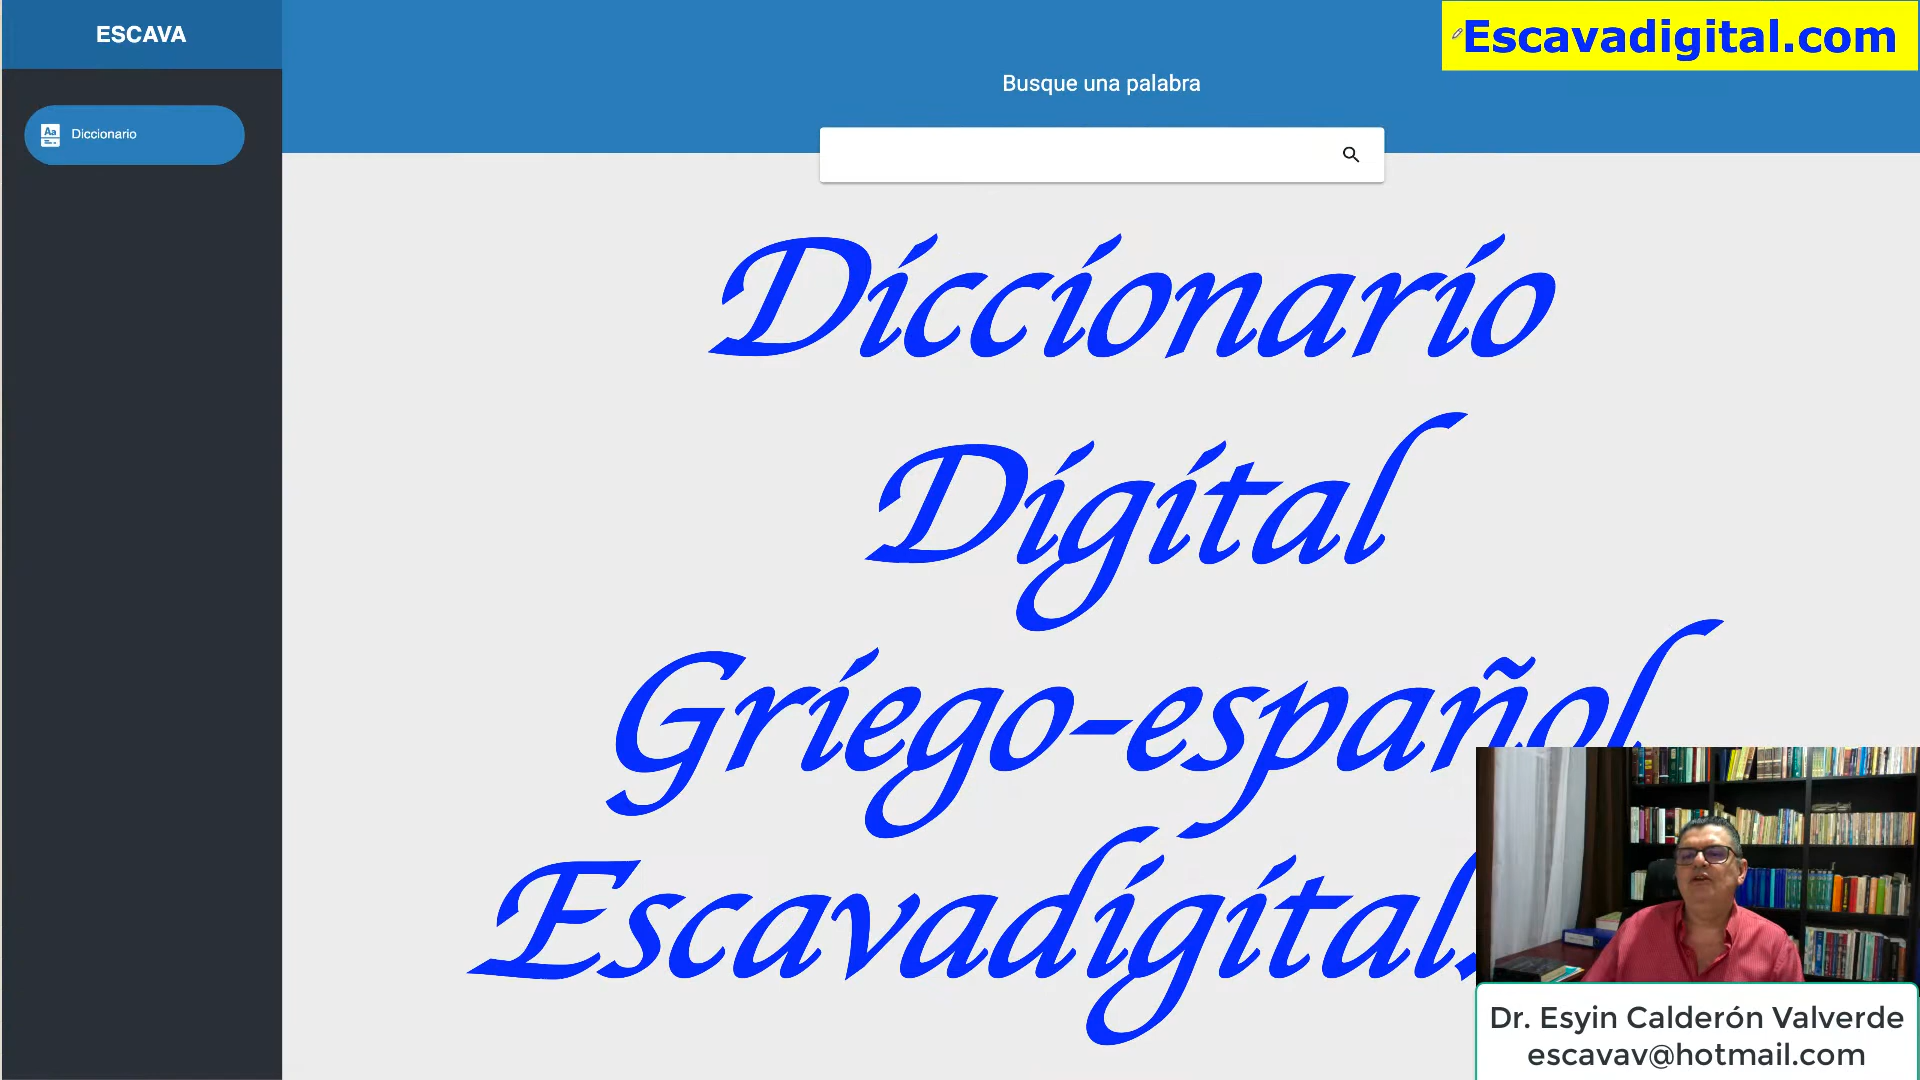 ESCAVA
Escavadigital.com
Busque una palabra
Diccionario
Diccionario
Digital
Griego-español
Escavadigital.
Dr. Esyin Calderón Valverde
escavav@hotmail.com